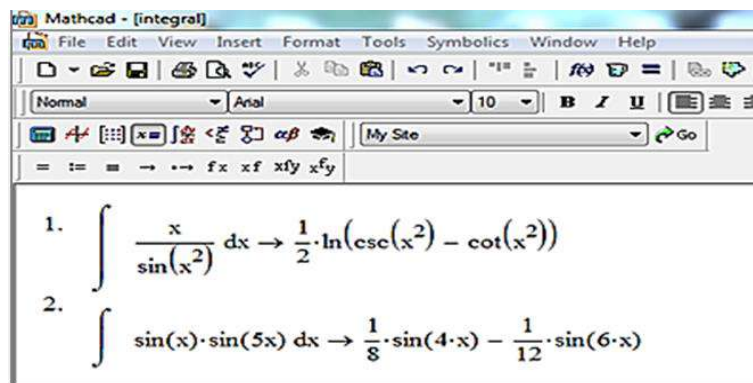 Mathcad - [integral]
File Edit View Insert Format Tools Symbolics Window Help
Normal Arial 10 B I U
My Site Go
= := ≡ → •→ fx xf xfy x^f y
1. ∫ x/sin(x²) dx → 1/2·ln(csc(x²) − cot(x²))
2. ∫ sin(x)·sin(5x) dx → 1/8·sin(4·x) − 1/12·sin(6·x)